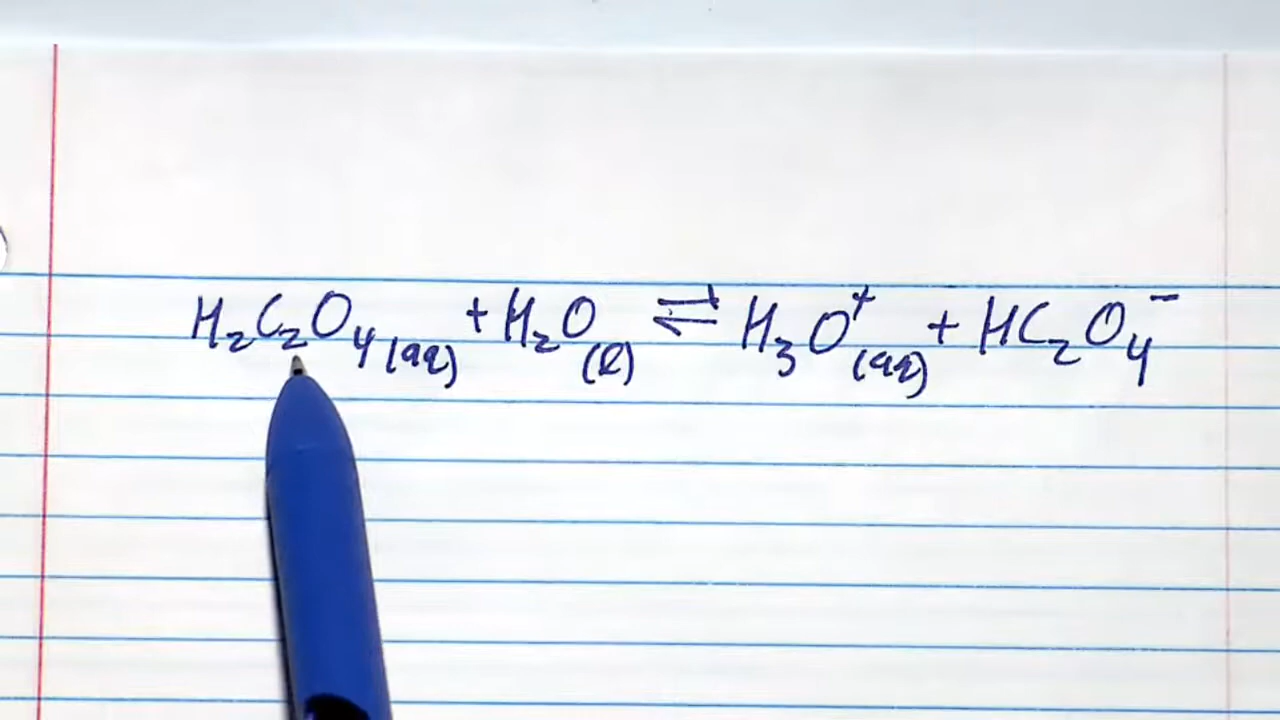 H₂C₂O₄(aq) + H₂O(l) ⇌ H₃O⁺(aq) + HC₂O₄⁻